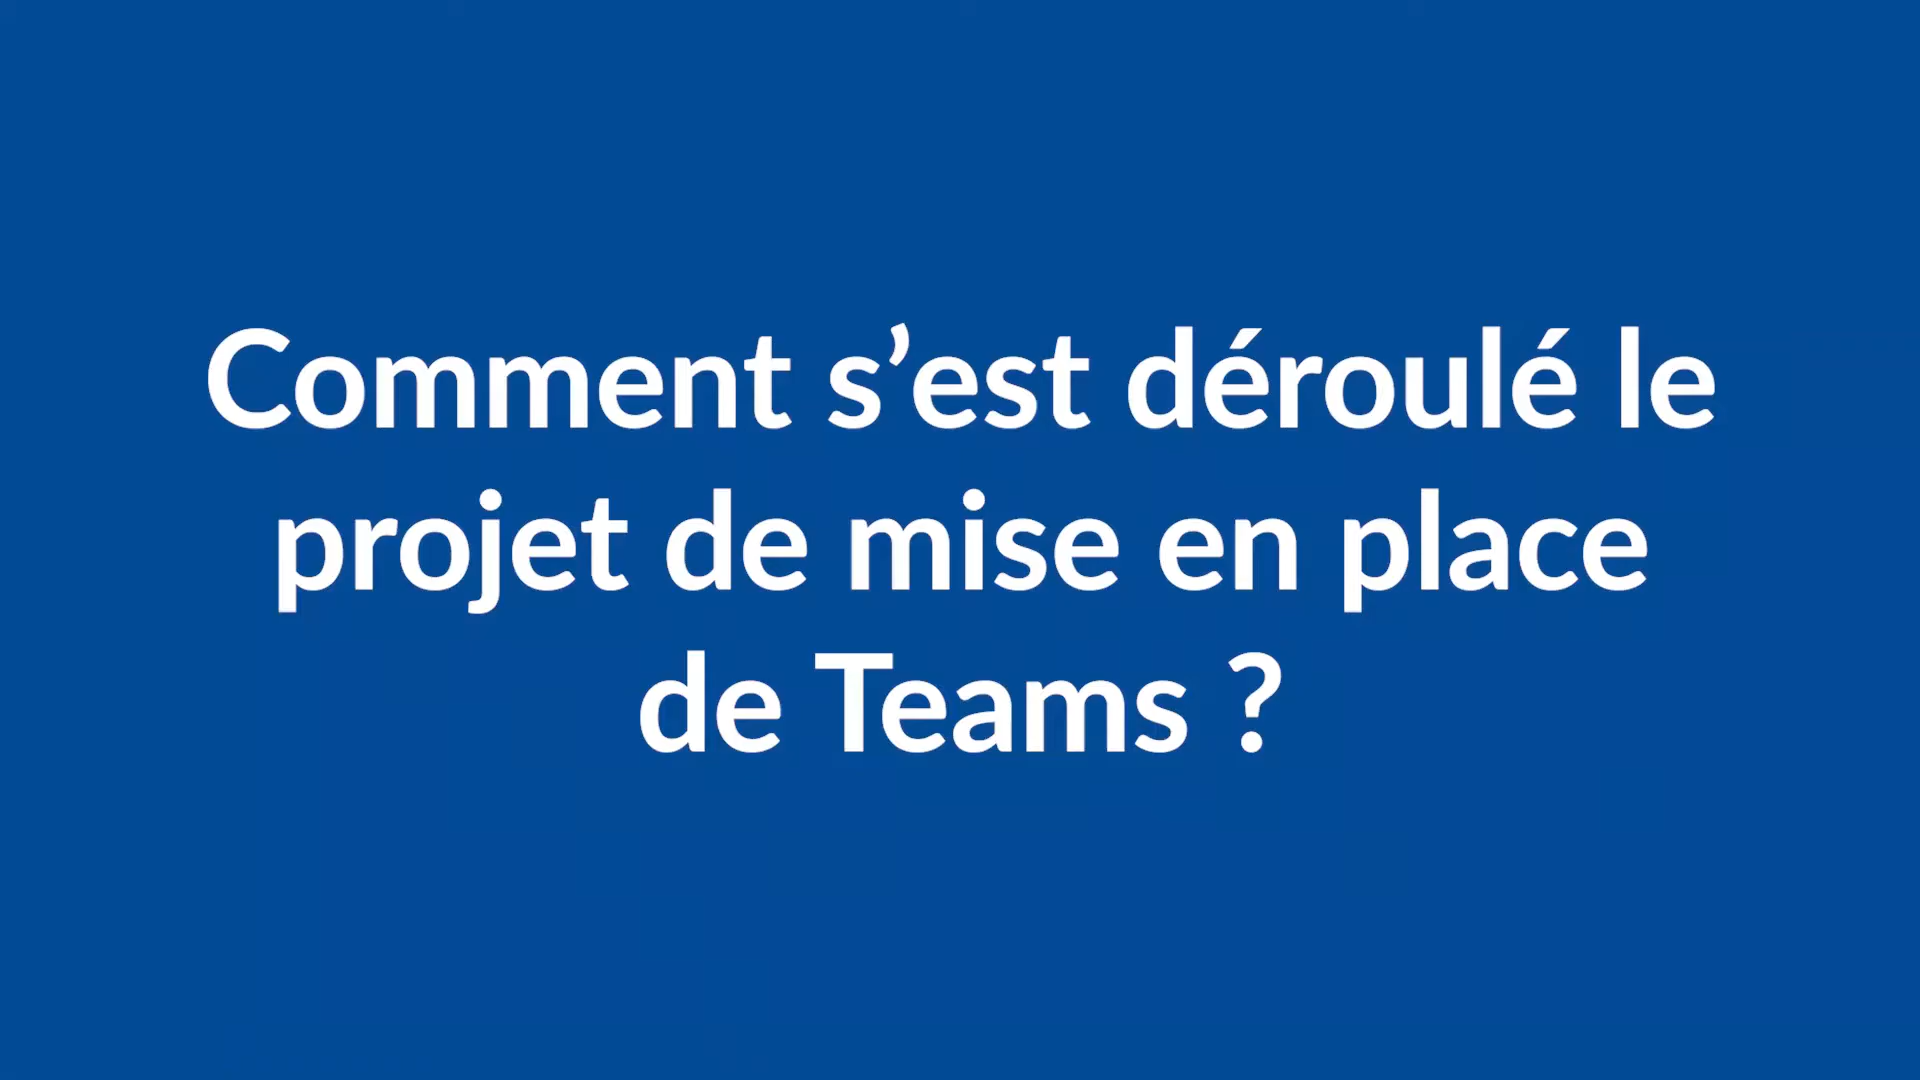 Comment s’est déroulé le
projet de mise en place
de Teams ?